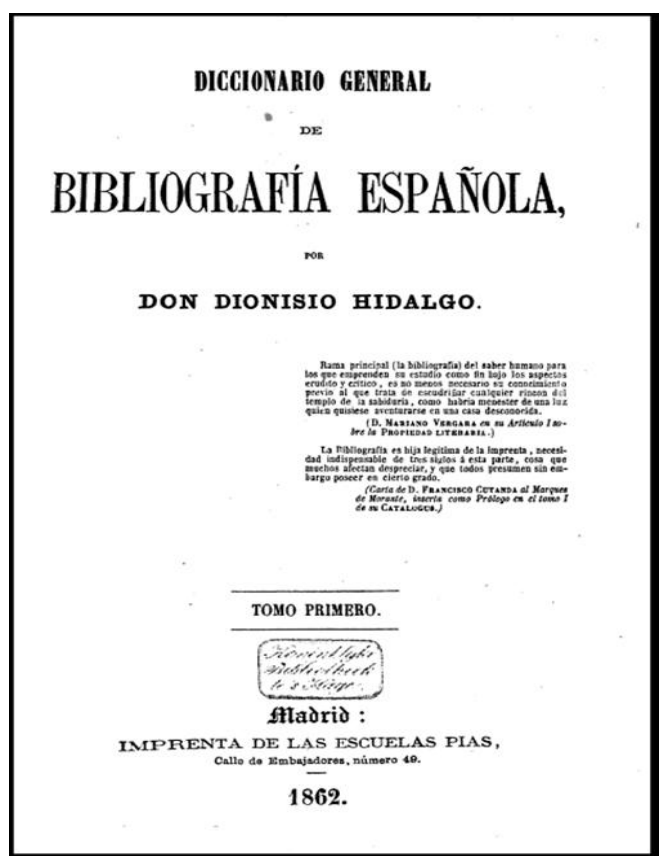 DICCIONARIO GENERAL
DE
BIBLIOGRAFÍA ESPAÑOLA,
POR
DON DIONISIO HIDALGO.
Rama principal (la bibliografía) del saber humano para
los que emprenden su estudio como fin bajo los aspectos
erudito y crítico, es no menos necesario su conocimiento
previo al que trata de escudriñar cualquier rincon del
templo de la sabiduría, como habria menester de una luz
quien quisiese aventurarse en una casa desconocida.
(D. MARIANO VERGARA en su Artículo I so-
bre la PROPIEDAD LITERARIA.)
La Bibliografía es hija legítima de la imprenta, necesi-
dad indispensable de tres siglos á esta parte, cosa que
muchos afectan despreciar, y que todos presumen sin em-
bargo poseer en cierto grado.
(Carta de D. FRANCISCO CUTANDA al Marques
de Morante, inserta como Prólogo en el tomo I
de su CATALOGUS.)
TOMO PRIMERO.
Koninklijke
Bibliotheek
te 's Hage.
Madrid:
IMPRENTA DE LAS ESCUELAS PIAS,
Calle de Embajadores, número 49.
1862.